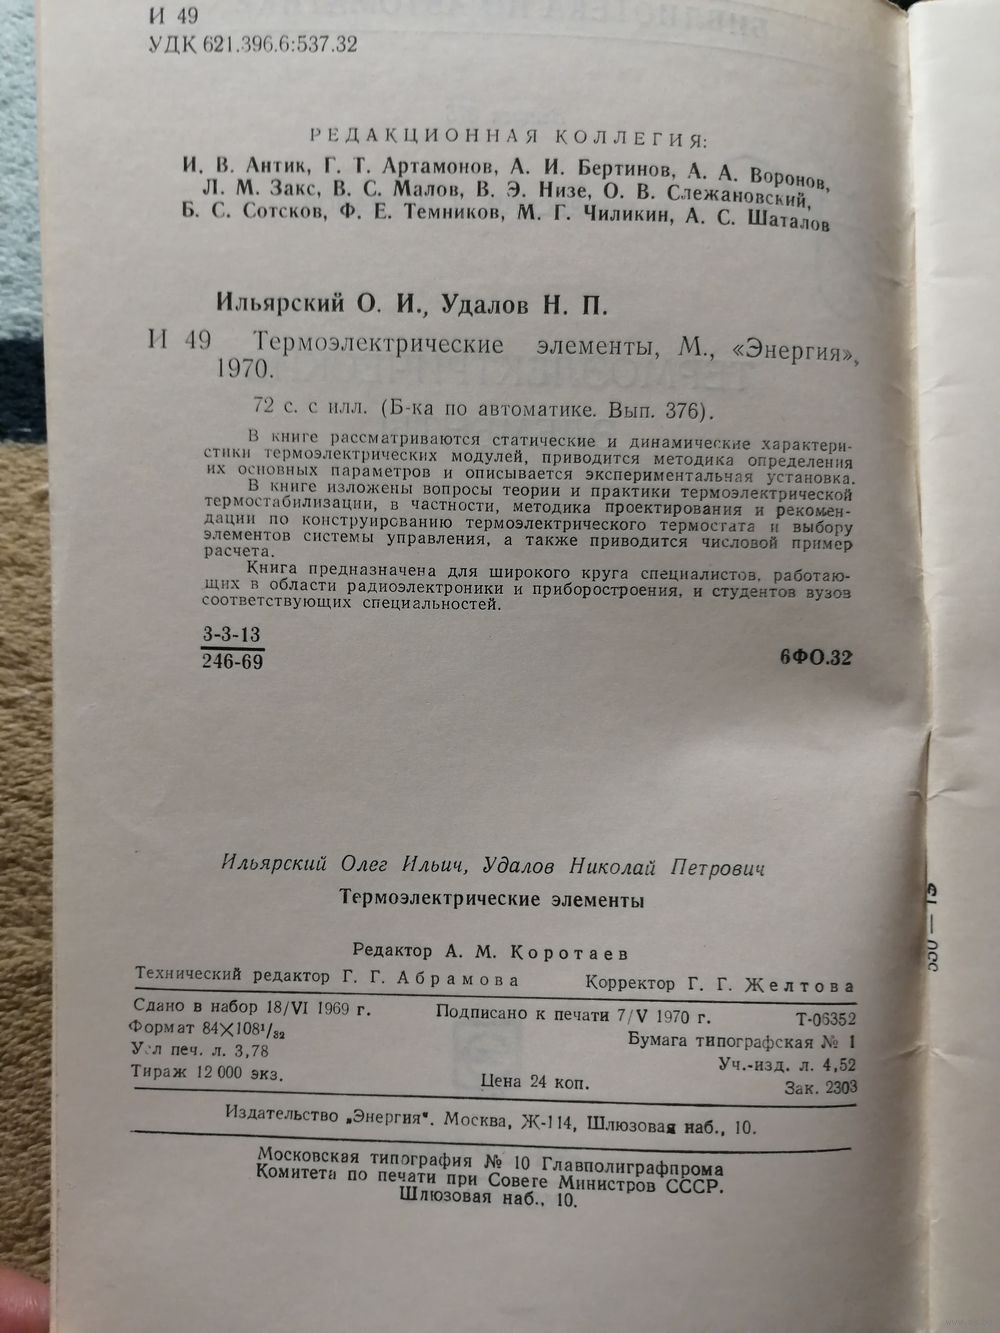 И 49
УДК 621.396.6:537.32
РЕДАКЦИОННАЯ КОЛЛЕГИЯ:
И. В. Антик, Г. Т. Артамонов, А. И. Бертинов, А. А. Воронов,
Л. М. Закс, В. С. Малов, В. Э. Низе, О. В. Слежановский,
Б. С. Сотсков, Ф. Е. Темников, М. Г. Чиликин, А. С. Шаталов
Ильярский О. И., Удалов Н. П.
И 49 Термоэлектрические элементы, М., «Энергия»,
1970.
72 с. с илл. (Б-ка по автоматике. Вып. 376).
В книге рассматриваются статические и динамические характери-
стики термоэлектрических модулей, приводится методика определения
их основных параметров и описывается экспериментальная установка.
В книге изложены вопросы теории и практики термоэлектрической
термостабилизации, в частности, методика проектирования и рекомен-
дации по конструированию термоэлектрического термостата и выбору
элементов системы управления, а также приводится числовой пример
расчета.
Книга предназначена для широкого круга специалистов, работаю-
щих в области радиоэлектроники и приборостроения, и студентов вузов
соответствующих специальностей.
3-3-13
246-69
6ФО.32
Ильярский Олег Ильич, Удалов Николай Петрович
Термоэлектрические элементы
Редактор А. М. Коротаев
Технический редактор Г. Г. Абрамова Корректор Г. Г. Желтова
Сдано в набор 18/VI 1969 г. Подписано к печати 7/V 1970 г. Т-06352
Формат 84×108¹/₃₂ Бумага типографская № 1
Усл печ. л. 3,78 Уч.-изд. л. 4,52
Тираж 12 000 экз. Цена 24 коп. Зак. 2303
Издательство „Энергия“. Москва, Ж-114, Шлюзовая наб., 10.
Московская типография № 10 Главполиграфпрома
Комитета по печати при Совете Министров СССР.
Шлюзовая наб., 10.